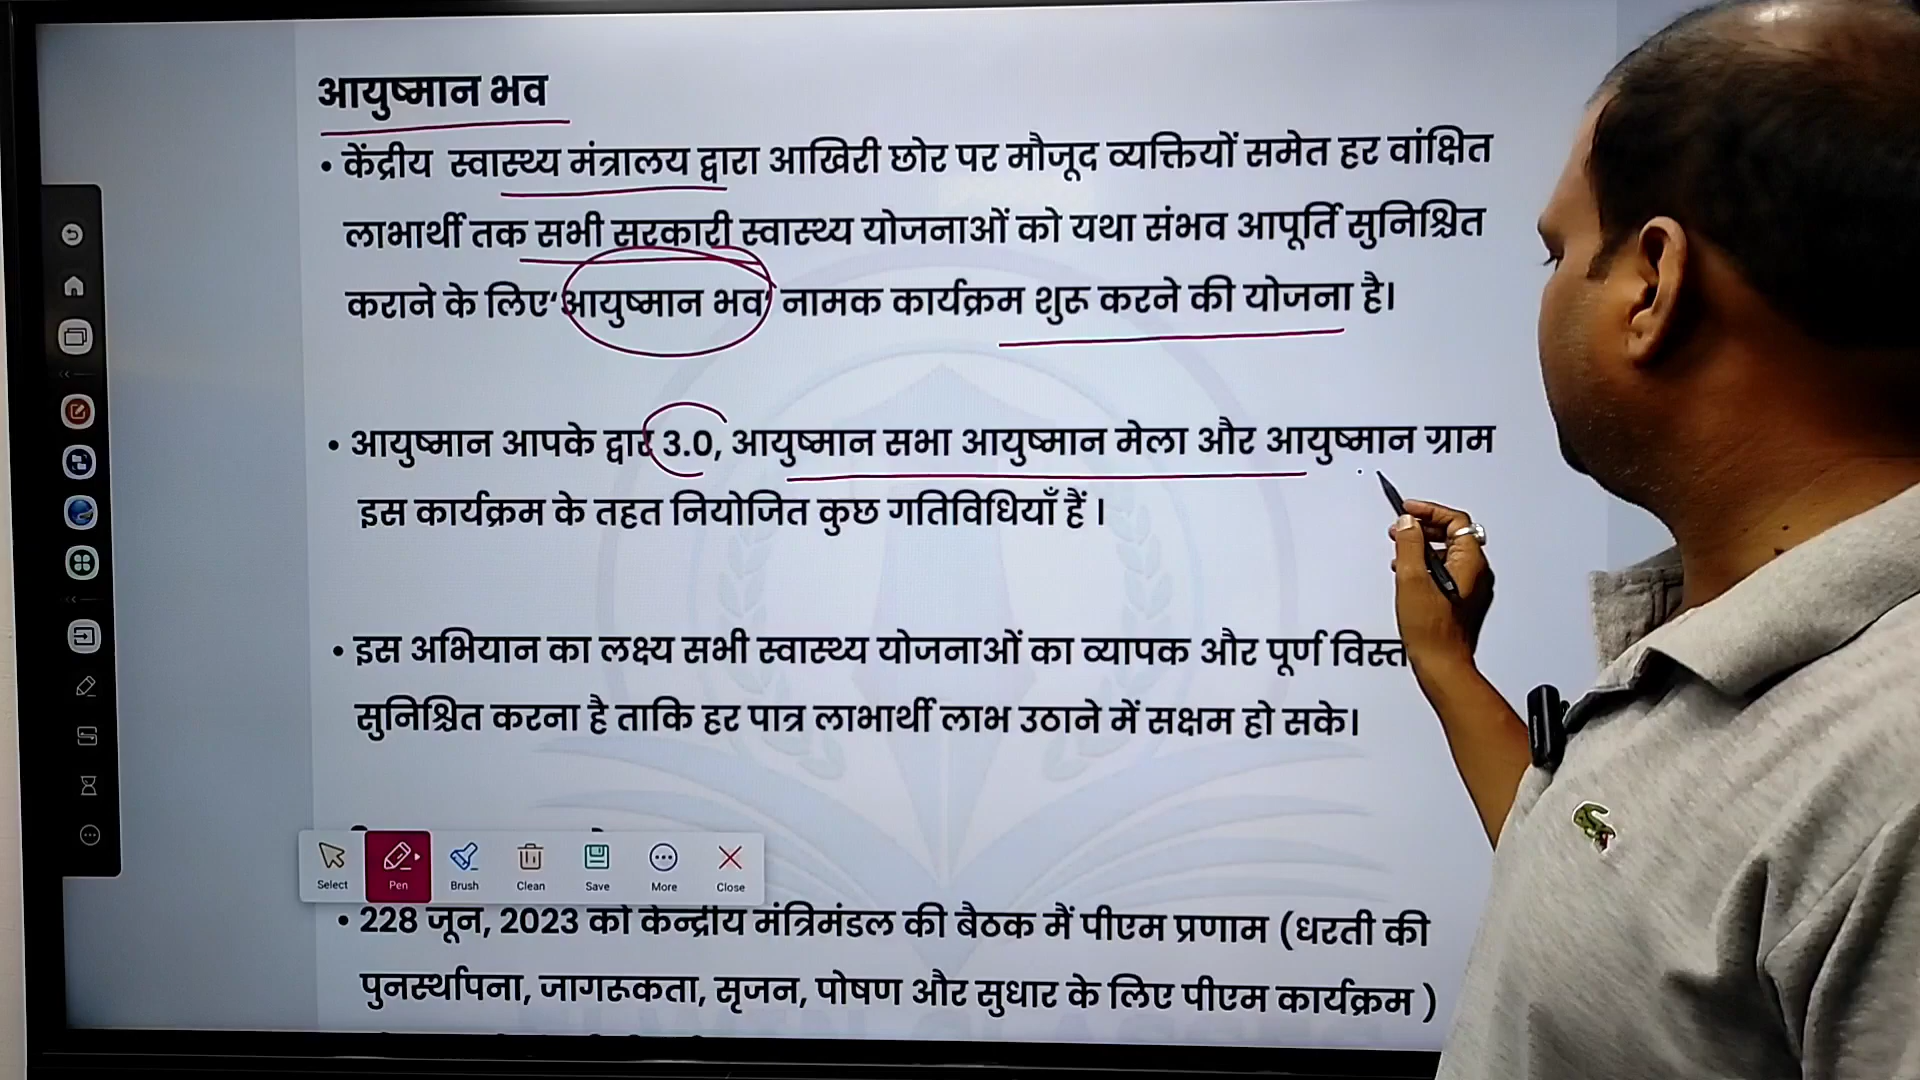 आयुष्मान भव
• केंद्रीय स्वास्थ्य मंत्रालय द्वारा आखिरी छोर पर मौजूद व्यक्तियों समेत हर वांक्षित
लाभार्थी तक सभी सरकारी स्वास्थ्य योजनाओं को यथा संभव आपूर्ति सुनिश्चित
कराने के लिए‘आयुष्मान भव’ नामक कार्यक्रम शुरू करने की योजना है।
• आयुष्मान आपके द्वार 3.0, आयुष्मान सभा आयुष्मान मेला और आयुष्मान ग्राम
इस कार्यक्रम के तहत नियोजित कुछ गतिविधियाँ हैं ।
• इस अभियान का लक्ष्य सभी स्वास्थ्य योजनाओं का व्यापक और पूर्ण
सुनिश्चित करना है ताकि हर पात्र लाभार्थी लाभ उठाने में सक्षम हो सके।
Select Pen Brush Clean Save More Close
• 228 जून, 2023 को केन्द्रीय मंत्रिमंडल की बैठक मैं पीएम प्रणाम (धरती की
पुनर्स्थापना, जागरूकता, सृजन, पोषण और सुधार के लिए पीएम कार्यक्रम )